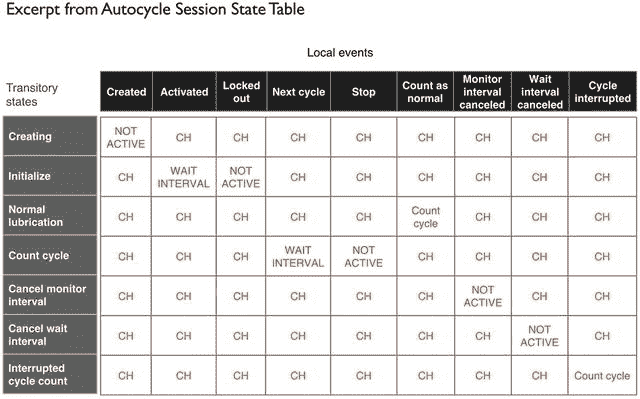 Excerpt from Autocycle Session State Table
Local events
Transitory states Created Activated Locked out Next cycle Stop Count as normal Monitor interval canceled Wait interval canceled Cycle interrupted
Creating NOT ACTIVE CH CH CH CH CH CH CH CH
Initialize CH WAIT INTERVAL NOT ACTIVE CH CH CH CH CH CH
Normal lubrication CH CH CH CH CH Count cycle CH CH CH
Count cycle CH CH CH WAIT INTERVAL NOT ACTIVE CH CH CH CH
Cancel monitor interval CH CH CH CH CH CH NOT ACTIVE CH CH
Cancel wait interval CH CH CH CH CH CH CH NOT ACTIVE CH
Interrupted cycle count CH CH CH CH CH CH CH CH Count cycle